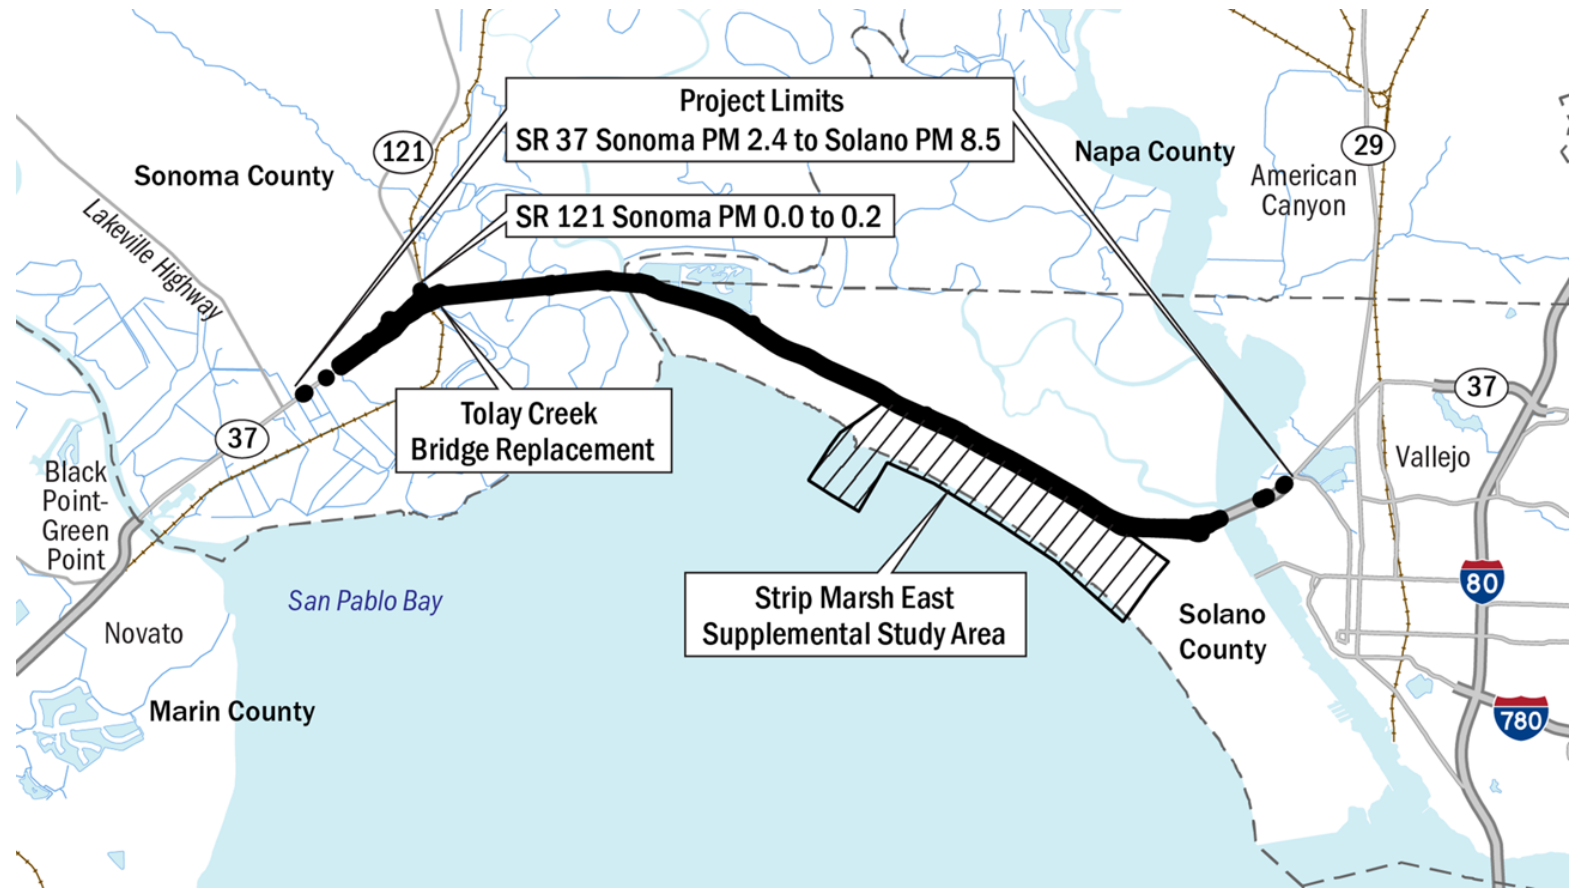 Project Limits
SR 37 Sonoma PM 2.4 to Solano PM 8.5
121
Sonoma County
Napa County
29
American
Canyon
SR 121 Sonoma PM 0.0 to 0.2
Lakeville Highway
37
Tolay Creek
Bridge Replacement
37
Vallejo
Black
Point-
Green
Point
80
San Pablo Bay
Strip Marsh East
Supplemental Study Area
Solano
County
Novato
Marin County
780